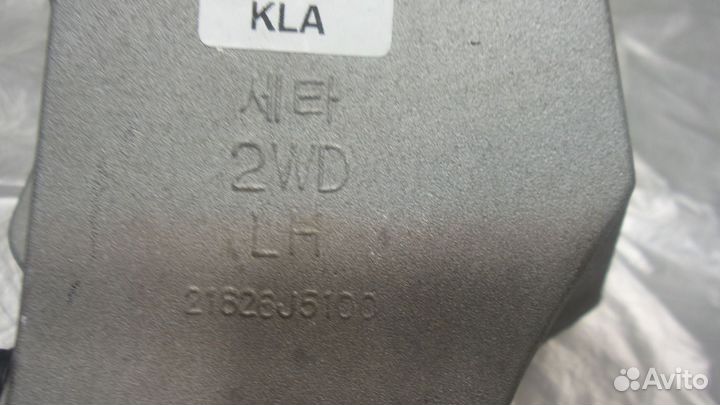 KLA
세타
2WD
LH
21626J5100
Avito